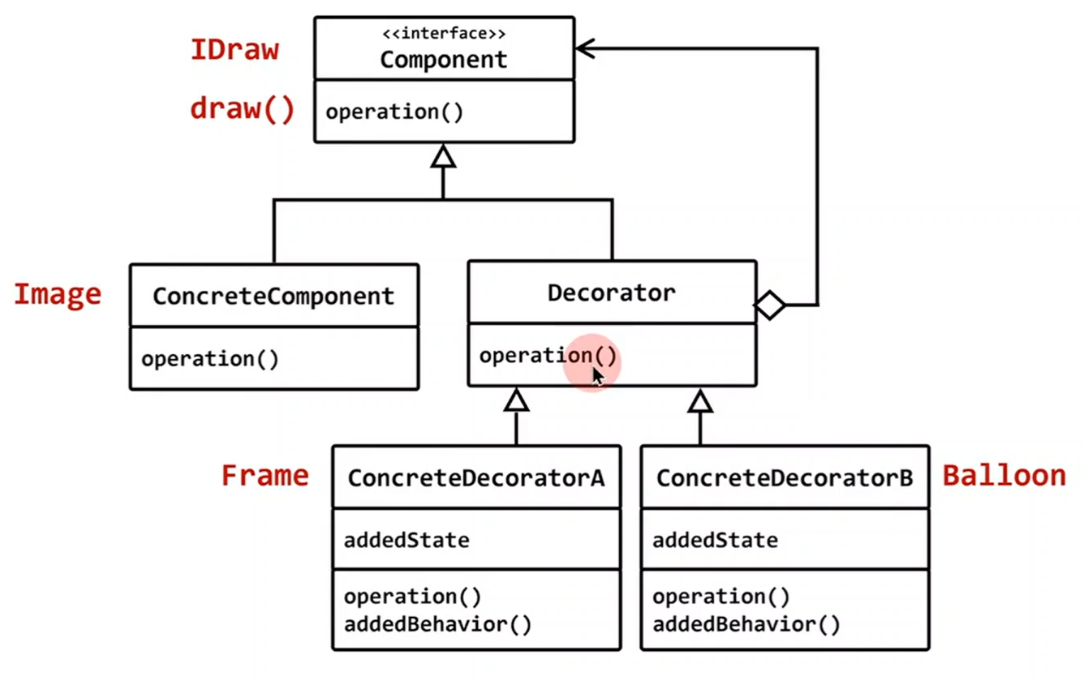 <<interface>>
IDraw
Component
draw()
operation()
Image
ConcreteComponent
Decorator
operation()
operation()
Frame
ConcreteDecoratorA
ConcreteDecoratorB
Balloon
addedState
addedState
operation()
addedBehavior()
operation()
addedBehavior()